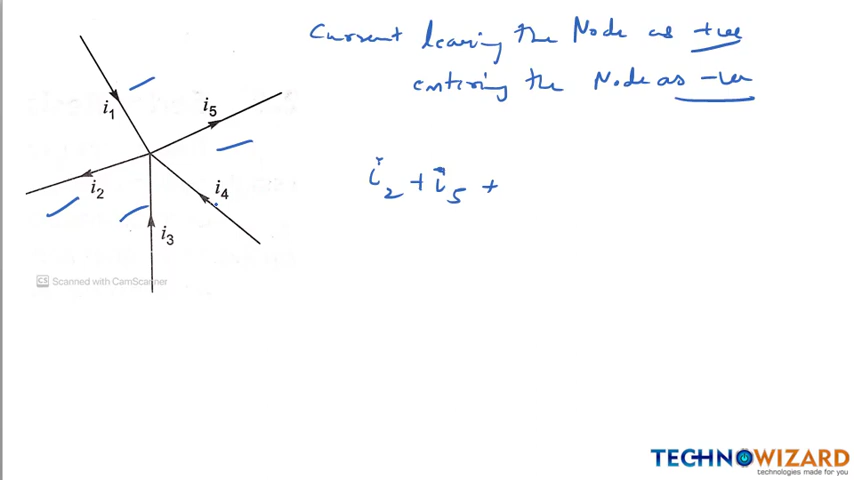 Current leaving the Node as +ve
entering the Node as -ve
i1
i5
i2
i4
i3
i2 + i5 +
CS Scanned with CamScanner
TECHNOWIZARD
technologies made for you